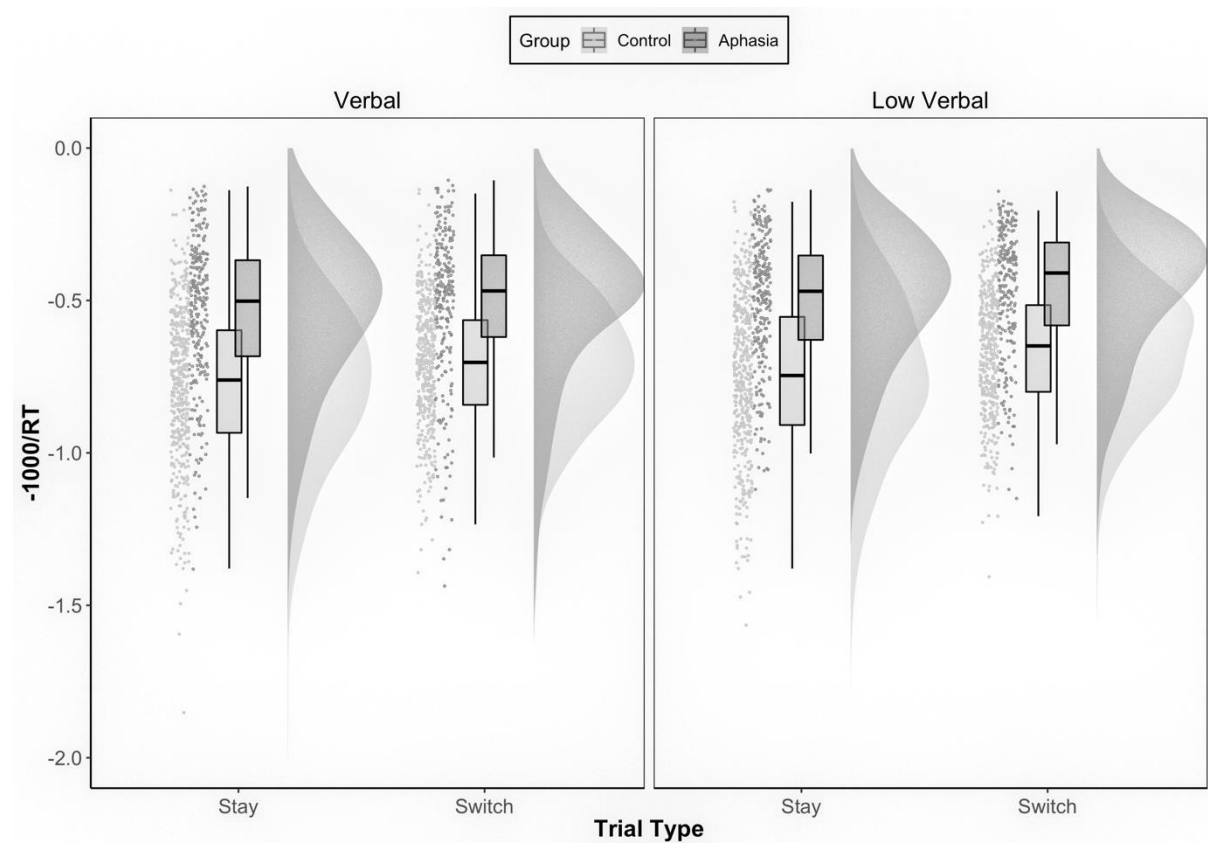 Group Control Aphasia
Verbal
Low Verbal
0.0
-0.5
-1.0
-1.5
-2.0
-1000/RT
Stay
Switch
Stay
Switch
Trial Type